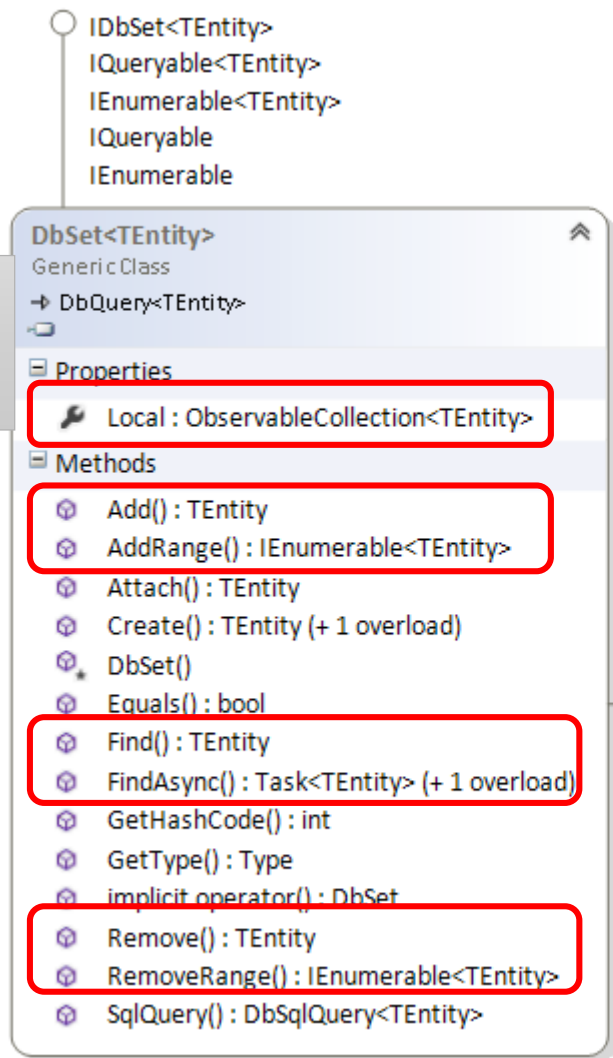 IDbSet<TEntity>
IQueryable<TEntity>
IEnumerable<TEntity>
IQueryable
IEnumerable
DbSet<TEntity>
Generic Class
DbQuery<TEntity>
Properties
Local : ObservableCollection<TEntity>
Methods
Add() : TEntity
AddRange() : IEnumerable<TEntity>
Attach() : TEntity
Create() : TEntity (+ 1 overload)
DbSet()
Equals() : bool
Find() : TEntity
FindAsync() : Task<TEntity> (+ 1 overload)
GetHashCode() : int
GetType() : Type
implicit operator() : DbSet
Remove() : TEntity
RemoveRange() : IEnumerable<TEntity>
SqlQuery() : DbSqlQuery<TEntity>